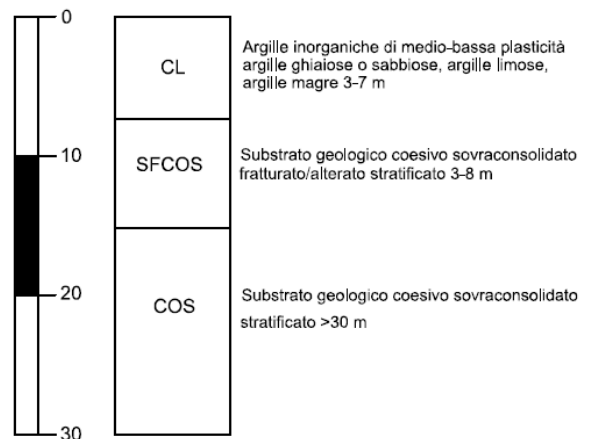 0
CL
Argille inorganiche di medio-bassa plasticità
argille ghiaiose o sabbiose, argille limose,
argille magre 3-7 m
10
SFCOS
Substrato geologico coesivo sovraconsolidato
fratturato/alterato stratificato 3-8 m
20
COS
Substrato geologico coesivo sovraconsolidato
stratificato >30 m
30